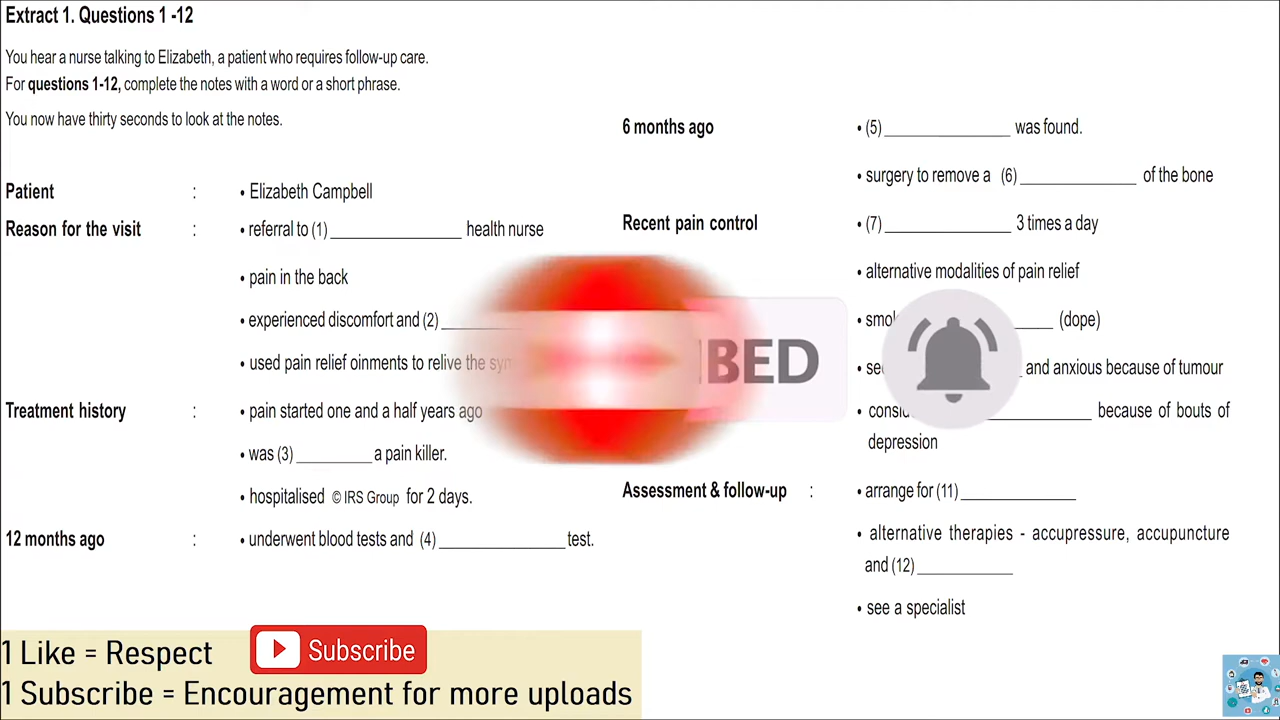 Extract 1. Questions 1 -12
You hear a nurse talking to Elizabeth, a patient who requires follow-up care.
For questions 1-12, complete the notes with a word or a short phrase.
You now have thirty seconds to look at the notes.
Patient : • Elizabeth Campbell
Reason for the visit : • referral to (1) ______________ health nurse
• pain in the back
• experienced discomfort and (2) ________
• used pain relief oinments to relive the
Treatment history : • pain started one and a half years ago
• was (3) ________ a pain killer.
• hospitalised © IRS Group for 2 days.
12 months ago : • underwent blood tests and (4) ______________ test.
6 months ago • (5) ______________ was found.
• surgery to remove a (6) _____________ of the bone
Recent pain control • (7) ______________ 3 times a day
• alternative modalities of pain relief
• ____ (dope)
• and anxious because of tumour
• ____________ because of bouts of
depression
Assessment & follow-up : • arrange for (11) _____________
• alternative therapies - accupressure, accupuncture
and (12) ___________
• see a specialist
BED
1 Like = Respect
Subscribe
1 Subscribe = Encouragement for more uploads